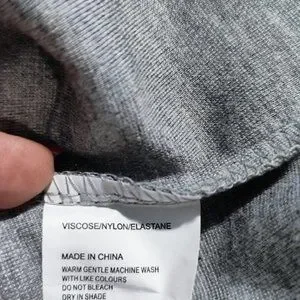 VISCOSE/NYLON/ELASTANE
MADE IN CHINA
WARM GENTLE MACHINE WASH
WITH LIKE COLOURS
DO NOT BLEACH
DRY IN SHADE